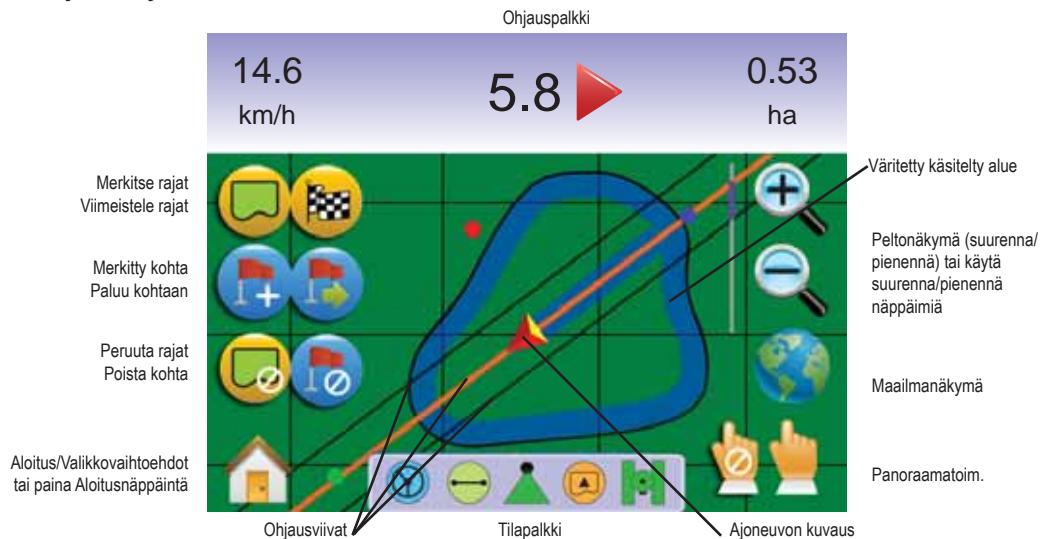 Ohjauspalkki
14.6
km/h
5.8
0.53
ha
Merkitse rajat
Viimeistele rajat
Merkitty kohta
Paluu kohtaan
Peruuta rajat
Poista kohta
Aloitus/Valikkovaihtoehdot
tai paina Aloitusnäppäintä
Väritetty käsitelty alue
Peltonäkymä (suurenna/
pienennä) tai käytä
suurenna/pienennä
näppäimiä
Maailmanäkymä
Panoraamatoim.
Ohjausviivat
Tilapalkki
Ajoneuvon kuvaus